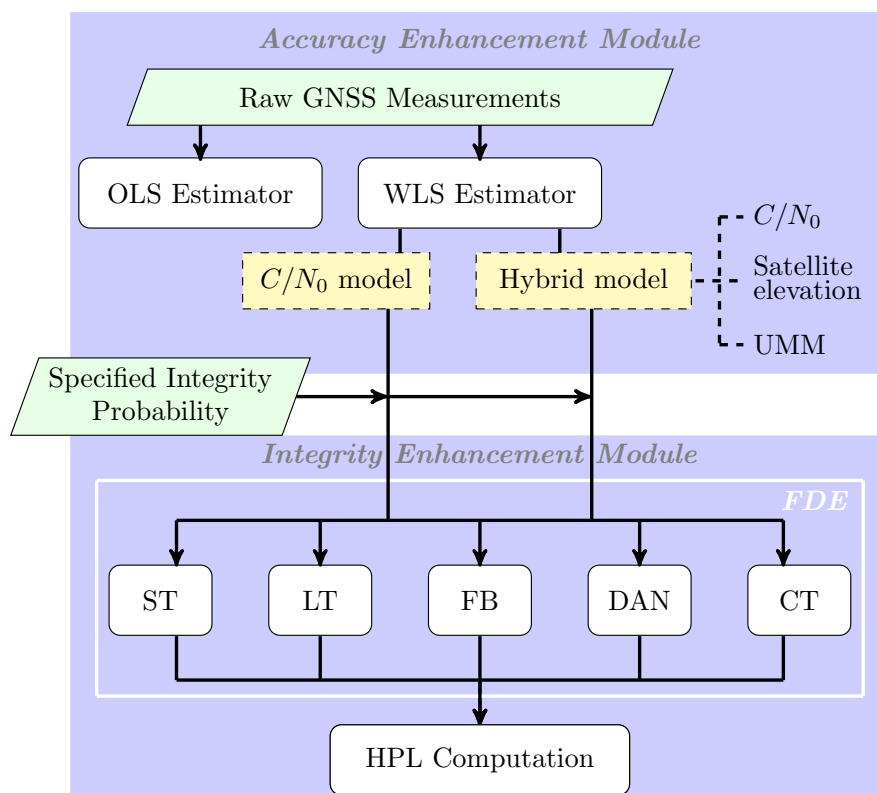 Accuracy Enhancement Module
Raw GNSS Measurements
OLS Estimator
WLS Estimator
C/N₀ model
Hybrid model
C/N₀
Satellite
elevation
UMM
Specified Integrity
Probability
Integrity Enhancement Module
FDE
ST
LT
FB
DAN
CT
HPL Computation